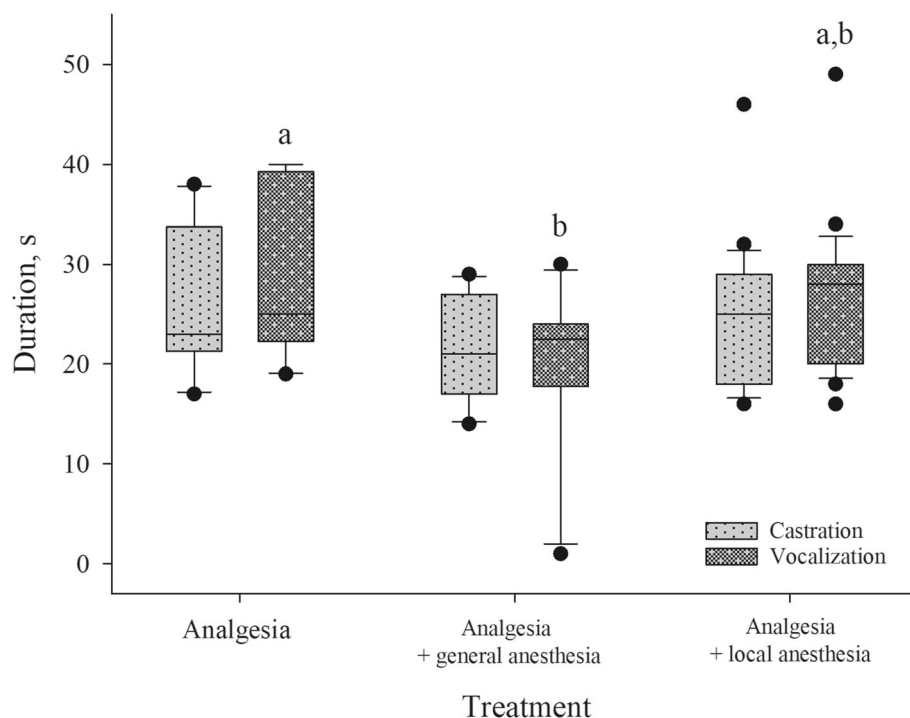 50
40
30
20
10
0
Duration, s
a
b
a,b
Castration
Vocalization
Analgesia
Analgesia
+ general anesthesia
Analgesia
+ local anesthesia
Treatment